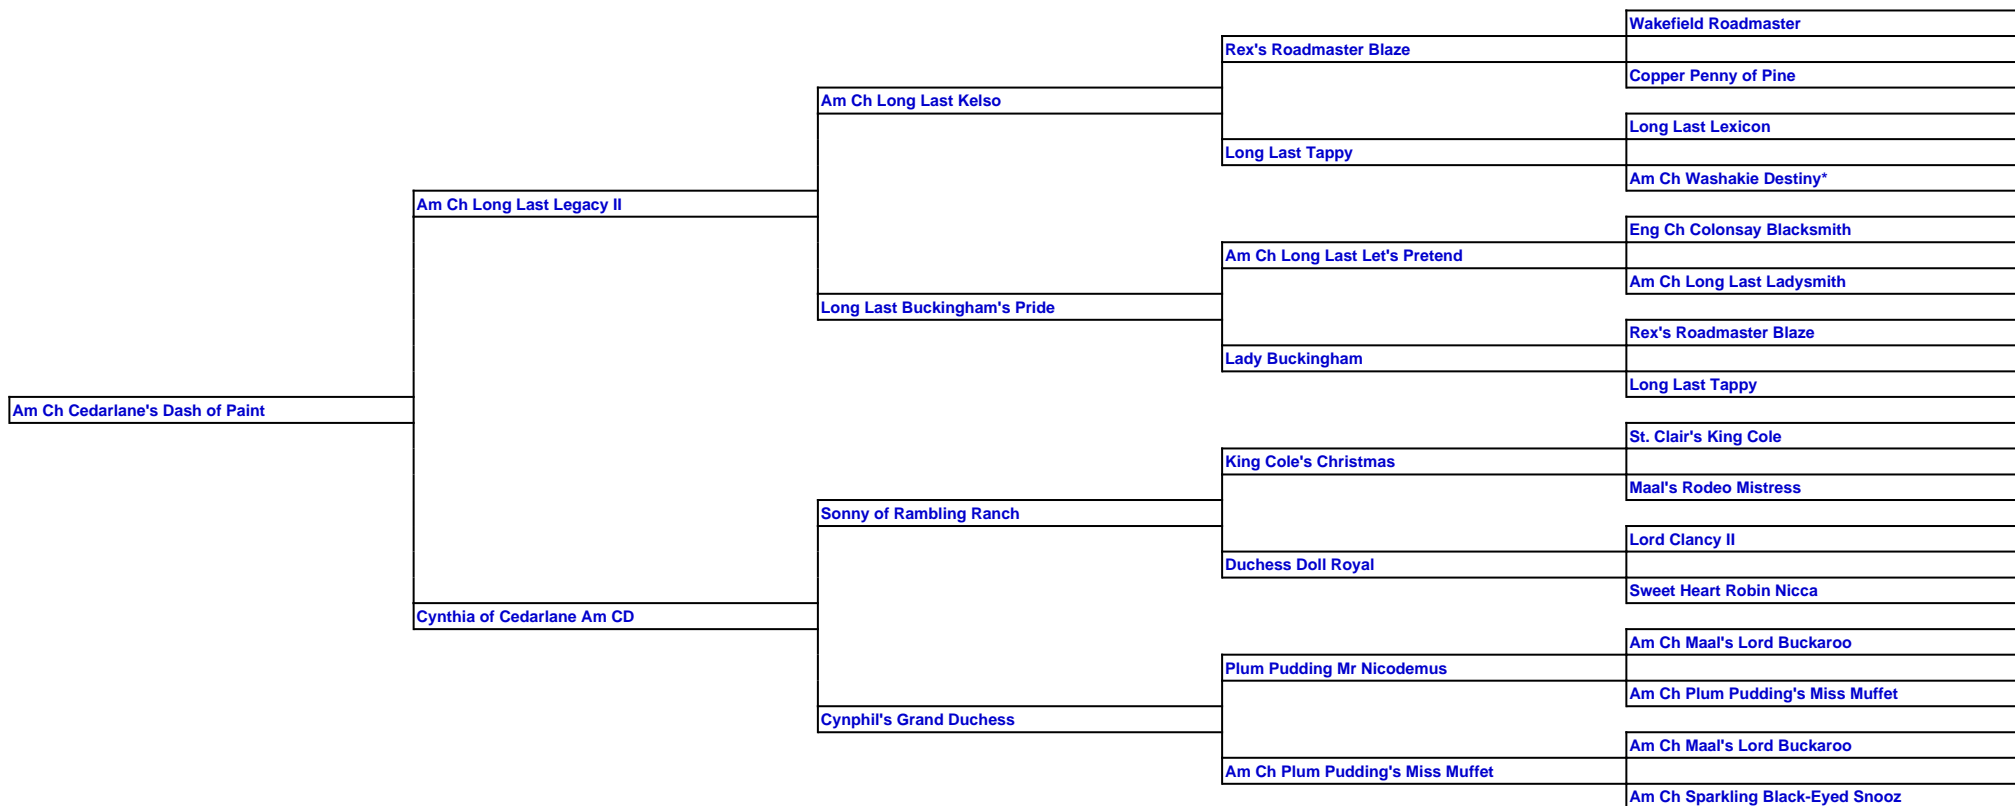 Wakefield Roadmaster
Rex's Roadmaster Blaze
Copper Penny of Pine
Am Ch Long Last Kelso
Long Last Lexicon
Long Last Tappy
Am Ch Washakie Destiny*
Am Ch Long Last Legacy II
Eng Ch Colonsay Blacksmith
Am Ch Long Last Let's Pretend
Am Ch Long Last Ladysmith
Long Last Buckingham's Pride
Rex's Roadmaster Blaze
Lady Buckingham
Long Last Tappy
Am Ch Cedarlane's Dash of Paint
St. Clair's King Cole
King Cole's Christmas
Maal's Rodeo Mistress
Sonny of Rambling Ranch
Lord Clancy II
Duchess Doll Royal
Sweet Heart Robin Nicca
Cynthia of Cedarlane Am CD
Am Ch Maal's Lord Buckaroo
Plum Pudding Mr Nicodemus
Am Ch Plum Pudding's Miss Muffet
Cynphil's Grand Duchess
Am Ch Maal's Lord Buckaroo
Am Ch Plum Pudding's Miss Muffet
Am Ch Sparkling Black-Eyed Snooz